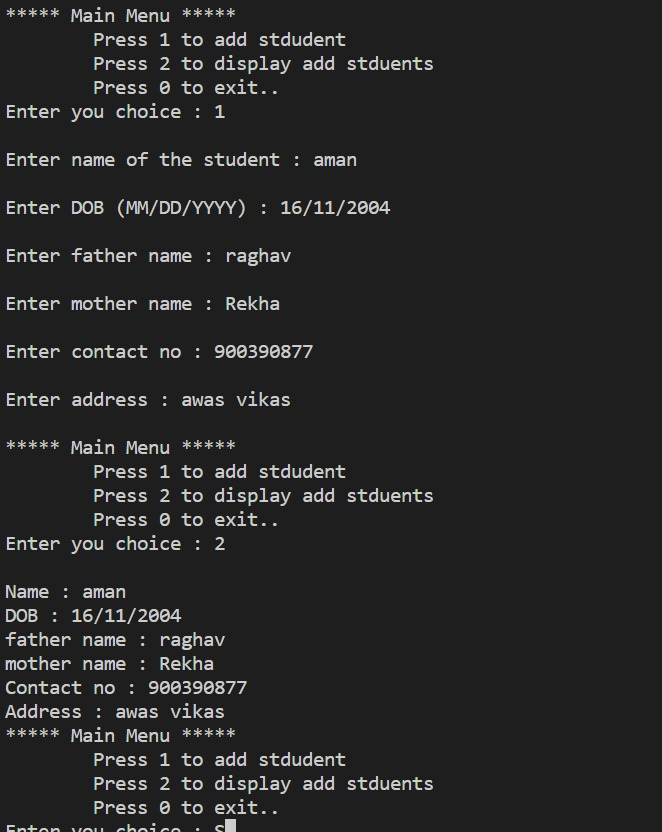 ***** Main Menu *****
Press 1 to add stdudent
Press 2 to display add stduents
Press 0 to exit..
Enter you choice : 1
Enter name of the student : aman
Enter DOB (MM/DD/YYYY) : 16/11/2004
Enter father name : raghav
Enter mother name : Rekha
Enter contact no : 900390877
Enter address : awas vikas
***** Main Menu *****
Press 1 to add stdudent
Press 2 to display add stduents
Press 0 to exit..
Enter you choice : 2
Name : aman
DOB : 16/11/2004
father name : raghav
mother name : Rekha
Contact no : 900390877
Address : awas vikas
***** Main Menu *****
Press 1 to add stdudent
Press 2 to display add stduents
Press 0 to exit..
Enter you choice : S